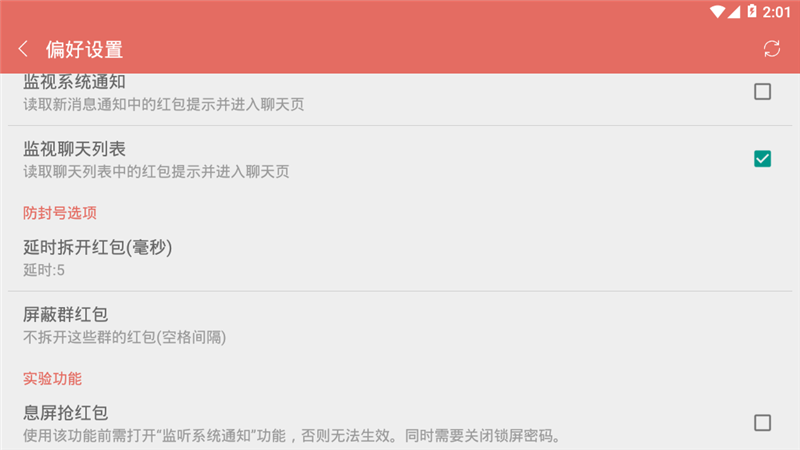 2:01
偏好设置
监视系统通知
读取新消息通知中的红包提示并进入聊天页
监视聊天列表
读取聊天列表中的红包提示并进入聊天页
防封号选项
延时拆开红包(毫秒)
延时:5
屏蔽群红包
不拆开这些群的红包(空格间隔)
实验功能
息屏抢红包
使用该功能前需打开“监听系统通知”功能，否则无法生效。同时需要关闭锁屏密码。